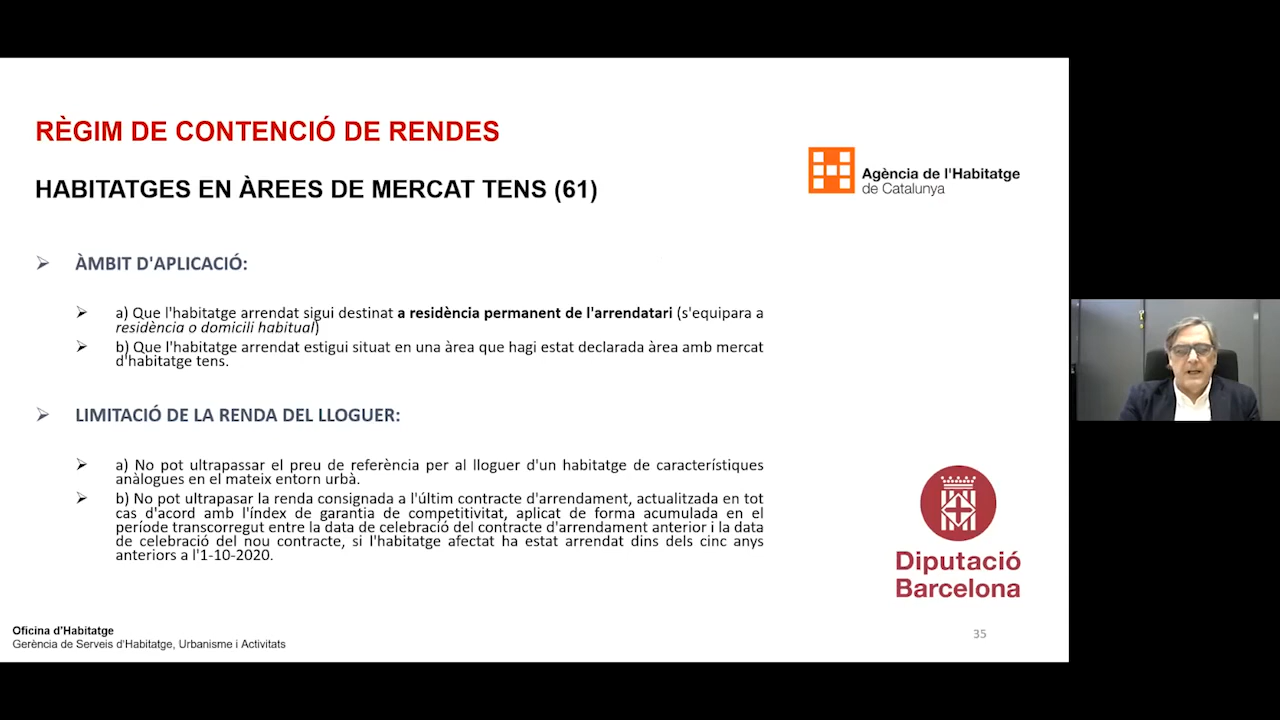 RÈGIM DE CONTENCIÓ DE RENDES
HABITATGES EN ÀREES DE MERCAT TENS (61)
Agència de l'Habitatge
de Catalunya
ÀMBIT D'APLICACIÓ:
a) Que l'habitatge arrendat sigui destinat a residència permanent de l'arrendatari (s'equipara a
residència o domicili habitual)
b) Que l'habitatge arrendat estigui situat en una àrea que hagi estat declarada àrea amb mercat
d'habitatge tens.
LIMITACIÓ DE LA RENDA DEL LLOGUER:
a) No pot ultrapassar el preu de referència per al lloguer d'un habitatge de característiques
anàlogues en el mateix entorn urbà.
b) No pot ultrapasar la renda consignada a l'últim contracte d'arrendament, actualitzada en tot
cas d'acord amb l'índex de garantia de competitivitat, aplicat de forma acumulada en el
període transcorregut entre la data de celebració del contracte d'arrendament anterior i la data
de celebració del nou contracte, si l'habitatge afectat ha estat arrendat dins dels cinc anys
anteriors a l'1-10-2020.
Diputació
Barcelona
Oficina d'Habitatge
Gerència de Serveis d'Habitatge, Urbanisme i Activitats
35